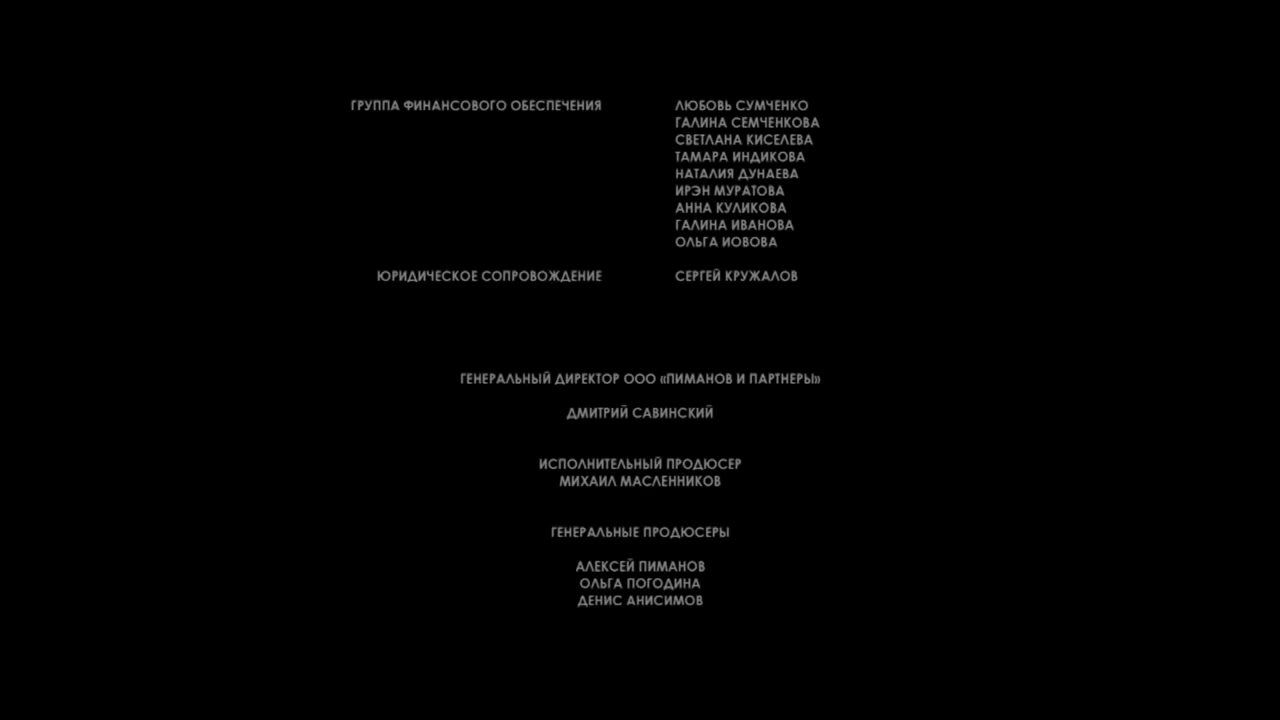 ГРУППА ФИНАНСОВОГО ОБЕСПЕЧЕНИЯ ЛЮБОВЬ СУМЧЕНКО
ГАЛИНА СЕМЧЕНКОВА
СВЕТЛАНА КИСЕЛЕВА
ТАМАРА ИНДИКОВА
НАТАЛИЯ ДУНАЕВА
ИРЭН МУРАТОВА
АННА КУЛИКОВА
ГАЛИНА ИВАНОВА
ОЛЬГА ИОВОВА
ЮРИДИЧЕСКОЕ СОПРОВОЖДЕНИЕ СЕРГЕЙ КРУЖАЛОВ
ГЕНЕРАЛЬНЫЙ ДИРЕКТОР ООО «ПИМАНОВ И ПАРТНЕРЫ»
ДМИТРИЙ САВИНСКИЙ
ИСПОЛНИТЕЛЬНЫЙ ПРОДЮСЕР
МИХАИЛ МАСЛЕННИКОВ
ГЕНЕРАЛЬНЫЕ ПРОДЮСЕРЫ
АЛЕКСЕЙ ПИМАНОВ
ОЛЬГА ПОГОДИНА
ДЕНИС АНИСИМОВ